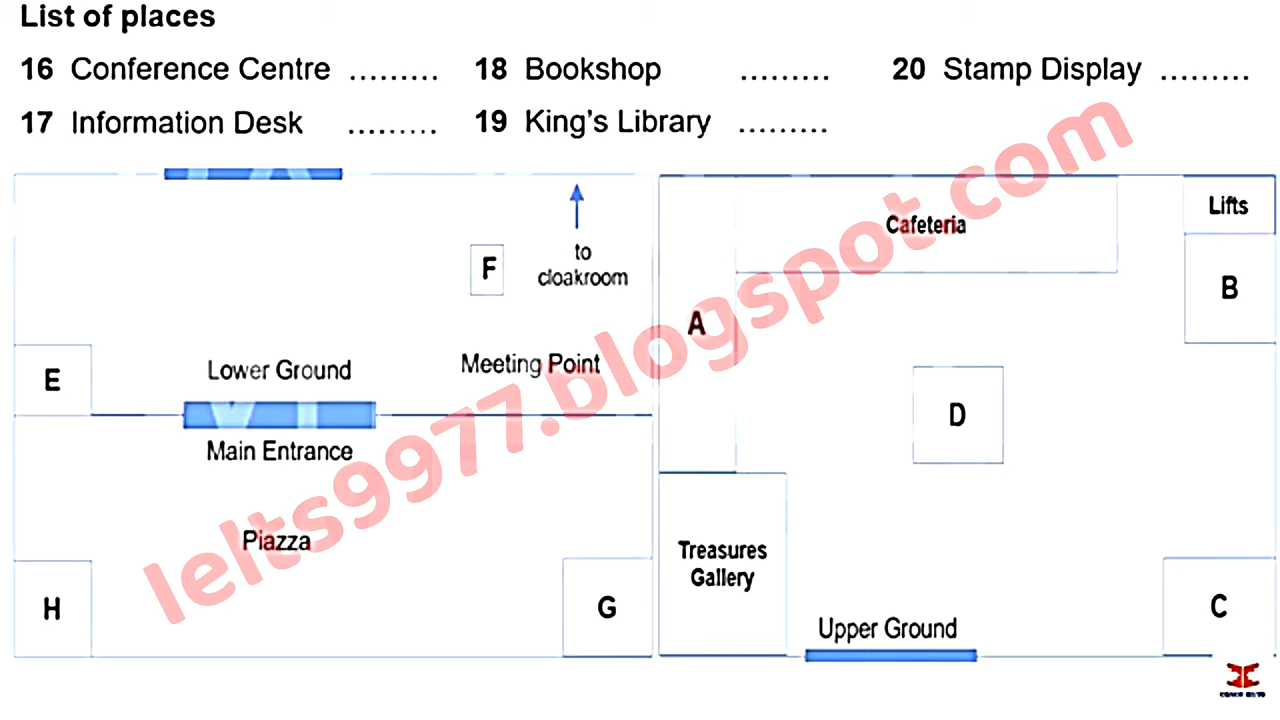 List of places
16 Conference Centre ......... 18 Bookshop ......... 20 Stamp Display .........
17 Information Desk ......... 19 King's Library .........
to
cloakroom
F
E
Lower Ground
Meeting Point
Main Entrance
Piazza
H
G
Cafeteria
Lifts
B
A
D
Treasures
Gallery
C
Upper Ground
Ielts9977.blogspot.com